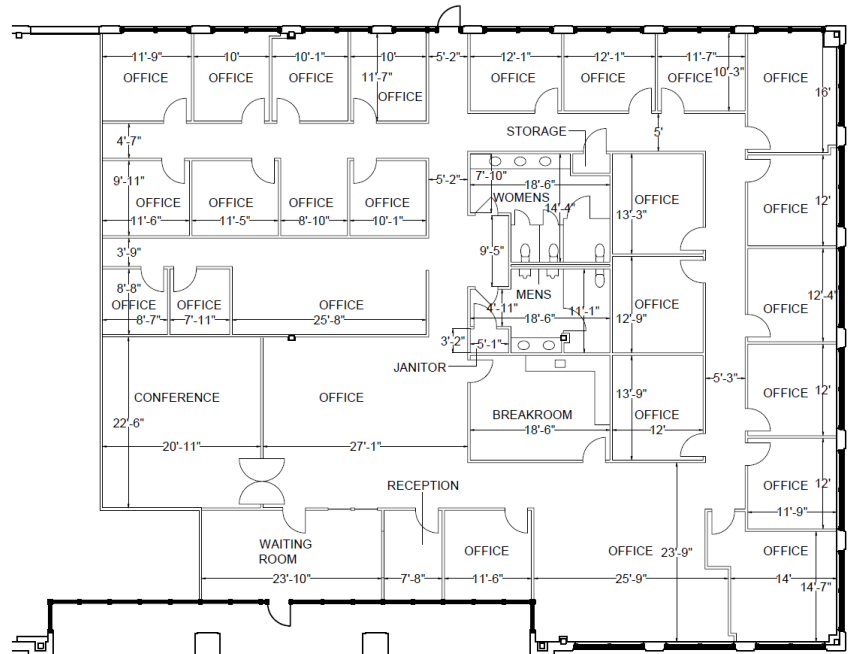 11'-9" 10' 10'-1" 10' 5'-2" 12'-1" 12'-1" 11'-7"
OFFICE OFFICE OFFICE 11'-7" OFFICE OFFICE OFFICE 10'-3" OFFICE
OFFICE 16'
4'-7" STORAGE 5'
9'-11" 5'-2" 7'-10" 18'-6"
OFFICE OFFICE OFFICE OFFICE WOMENS OFFICE OFFICE 12'
11'-6" 11'-5" 8'-10" 10'-1" 14'-4" 13'-3"
3'-9" 9'-5"
8'-8" 12'-4"
OFFICE OFFICE OFFICE MENS OFFICE OFFICE
8'-7" 7'-11" 25'-8" 4'-11" 11'-1"
18'-6" 12'-9"
3'-2" 5'-1"
JANITOR
5'-3"
CONFERENCE OFFICE 13'-9" OFFICE 12'
22'-6" BREAKROOM OFFICE
20'-11" 27'-1" 18'-6" 12'
RECEPTION OFFICE 12'
11'-9"
WAITING
ROOM OFFICE OFFICE 23'-9" OFFICE
23'-10" 7'-8" 11'-6" 25'-9" 14'
14'-7"